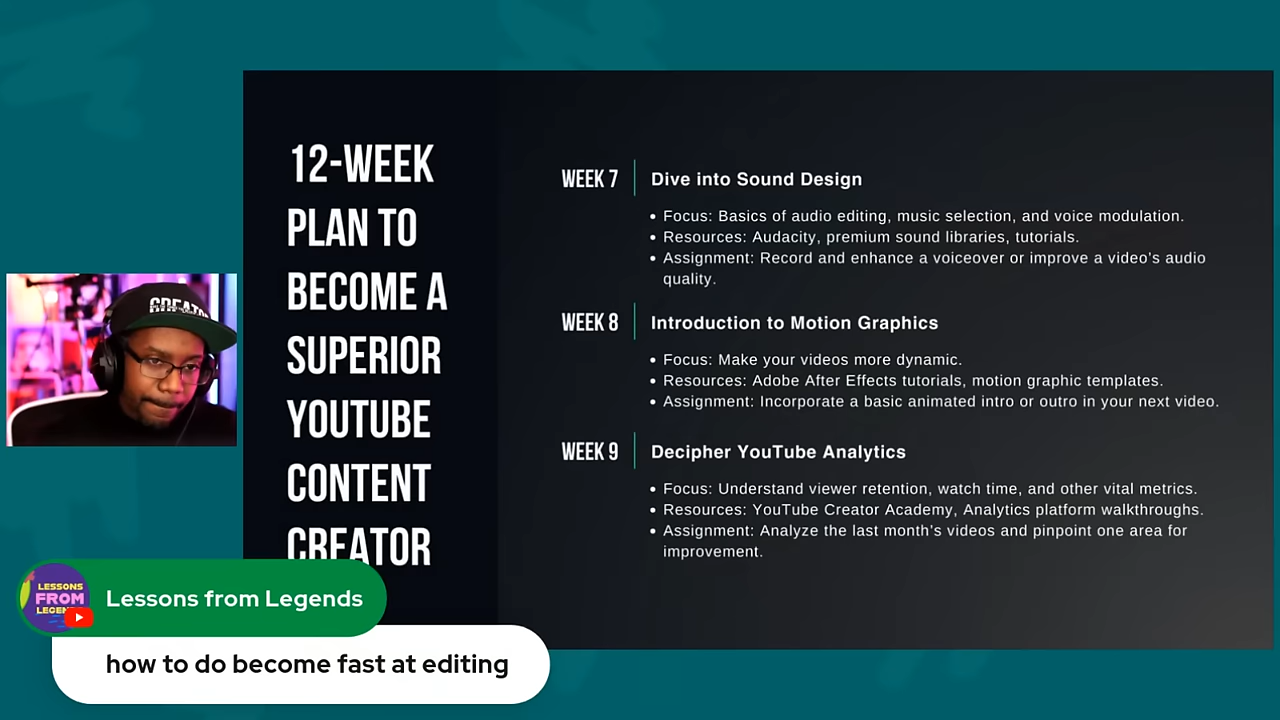 12-WEEK
PLAN TO
BECOME A
SUPERIOR
YOUTUBE
CONTENT
CREATOR
WEEK 7
Dive into Sound Design
• Focus: Basics of audio editing, music selection, and voice modulation.
• Resources: Audacity, premium sound libraries, tutorials.
• Assignment: Record and enhance a voiceover or improve a video's audio
quality.
WEEK 8
Introduction to Motion Graphics
• Focus: Make your videos more dynamic.
• Resources: Adobe After Effects tutorials, motion graphic templates.
• Assignment: Incorporate a basic animated intro or outro in your next video.
WEEK 9
Decipher YouTube Analytics
• Focus: Understand viewer retention, watch time, and other vital metrics.
• Resources: YouTube Creator Academy, Analytics platform walkthroughs.
• Assignment: Analyze the last month's videos and pinpoint one area for
improvement.
CREATOR
LESSONS
FROM
Lessons from Legends
how to do become fast at editing